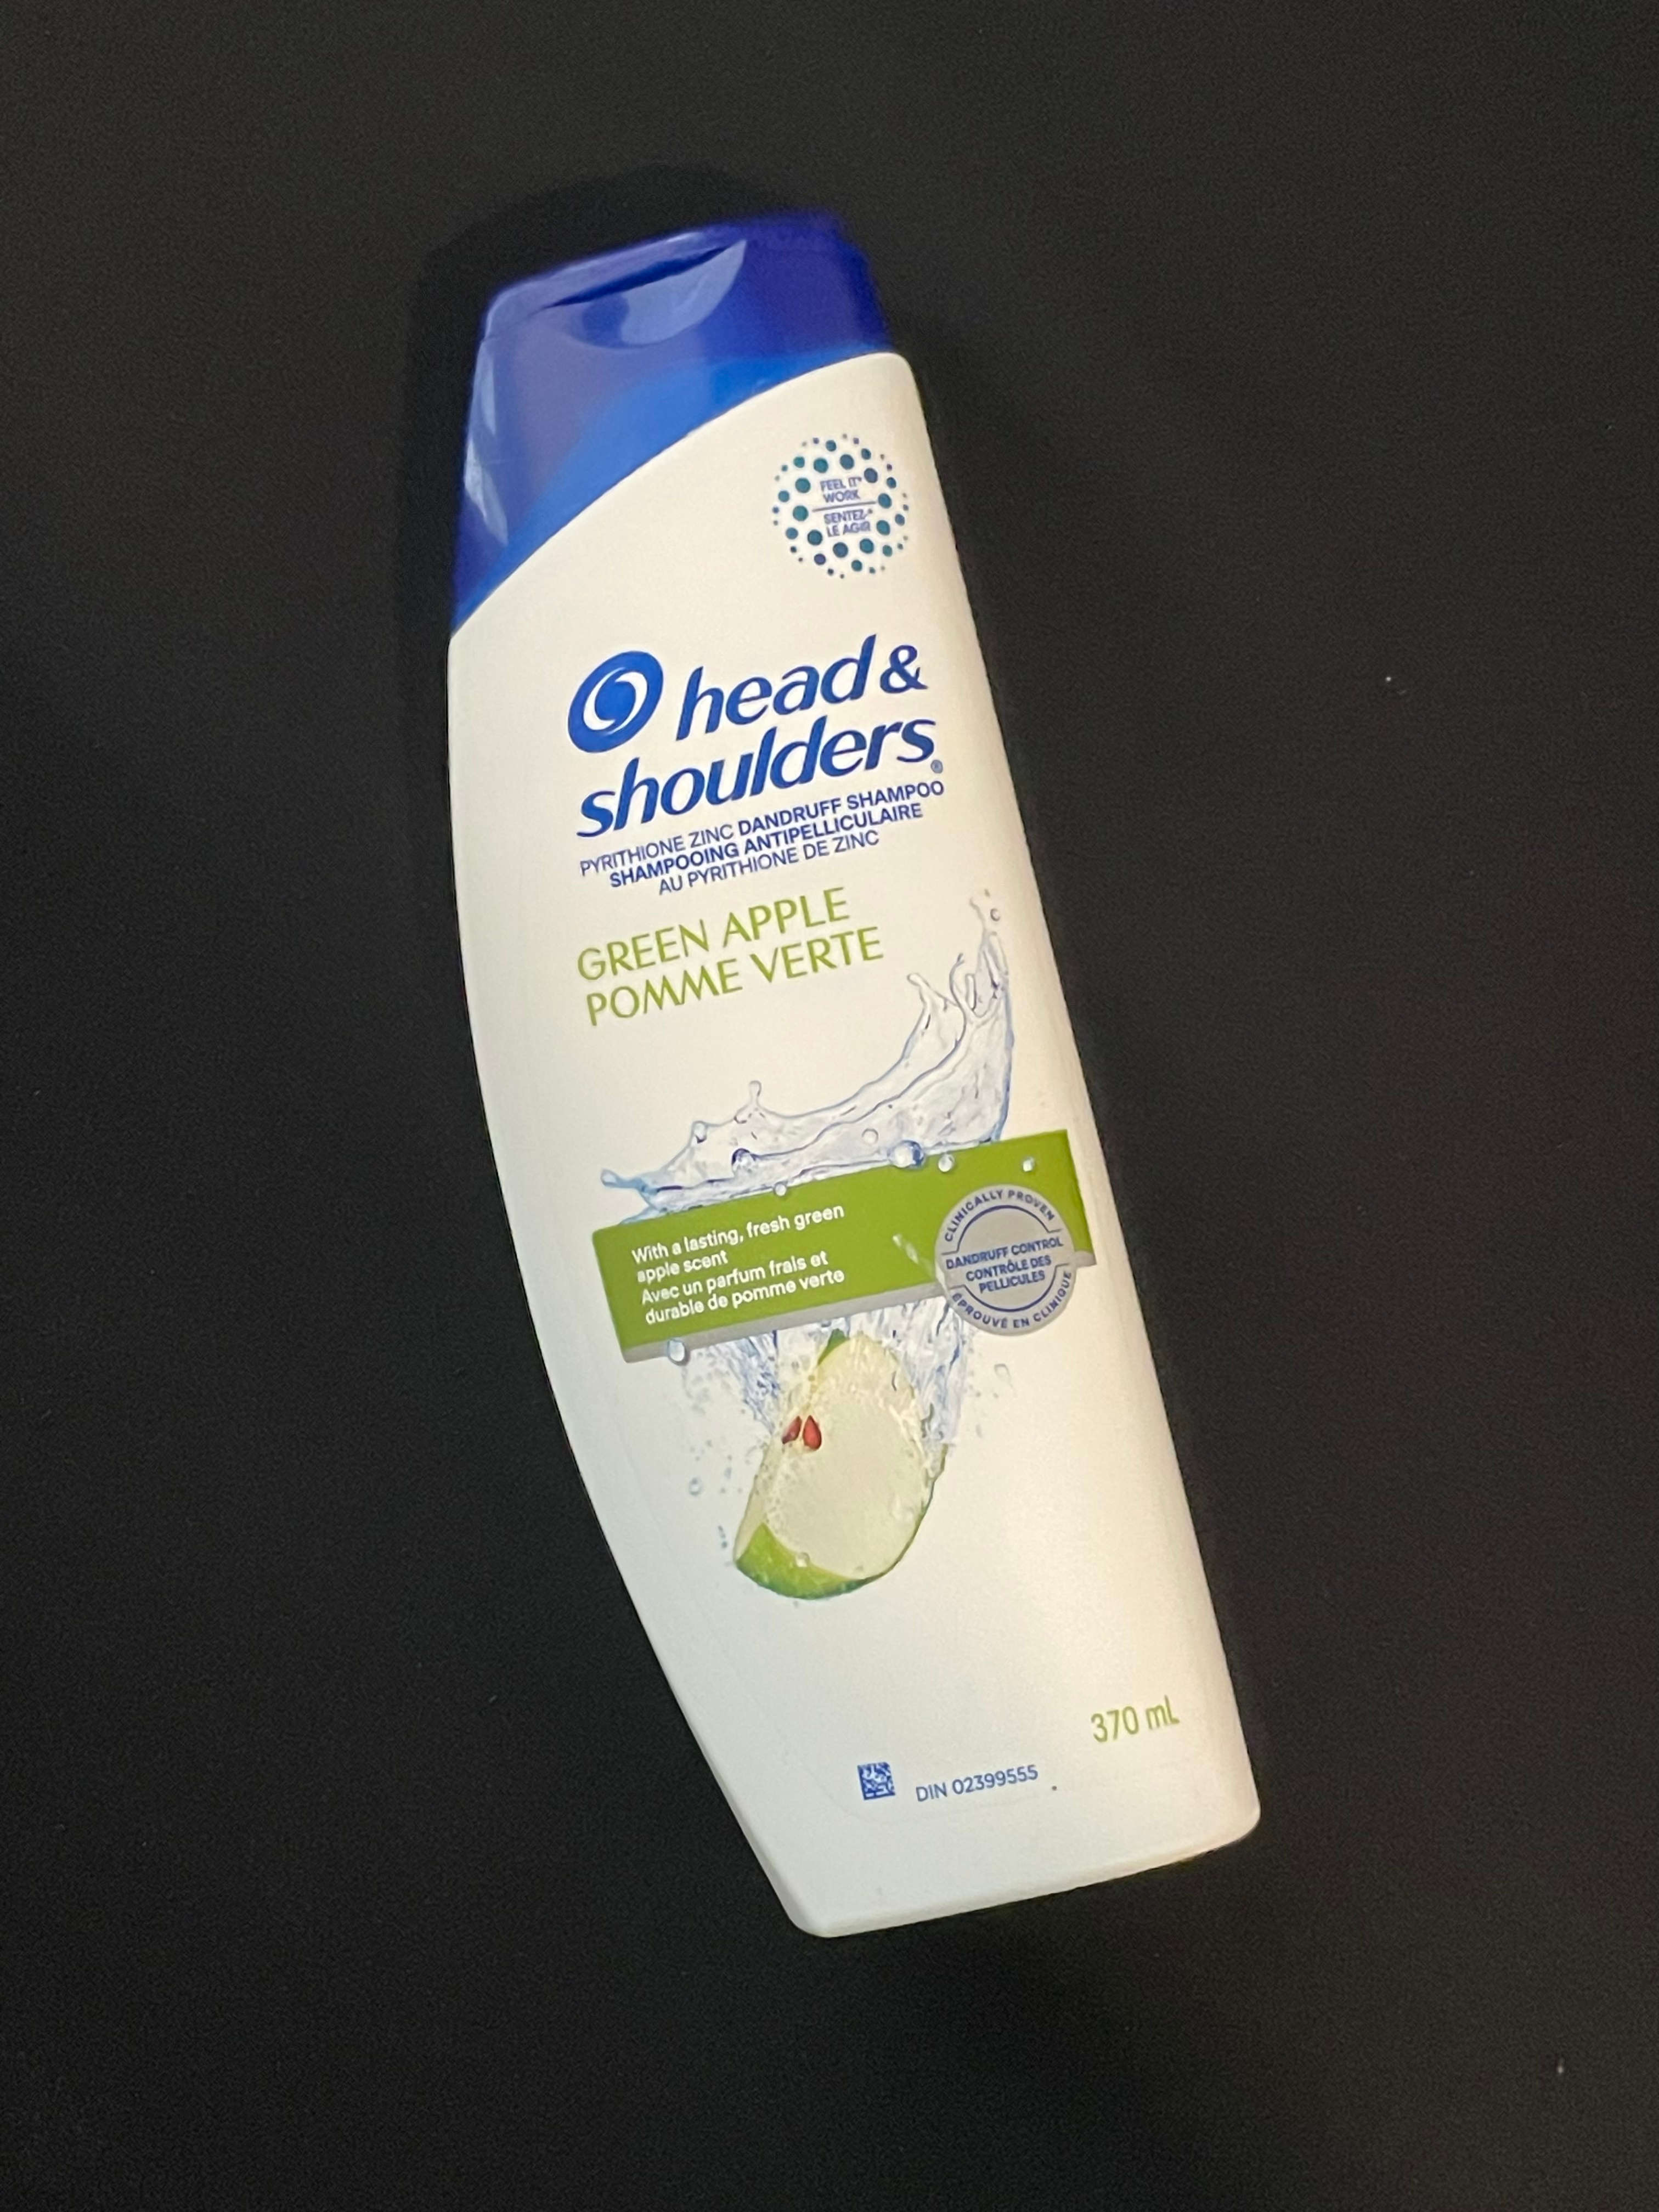 FEEL IT*
WORK
SENTEZ-*
LE AGIR
head &
shoulders®
PYRITHIONE ZINC DANDRUFF SHAMPOO
SHAMPOOING ANTIPELLICULAIRE
AU PYRITHIONE DE ZINC
GREEN APPLE
POMME VERTE
With a lasting, fresh green
apple scent
Avec un parfum frais et
durable de pomme verte
CLINICALLY PROVEN
DANDRUFF CONTROL
CONTRÔLE DES
PELLICULES
ÉPROUVÉ EN CLINIQUE
370 mL
DIN 02399555